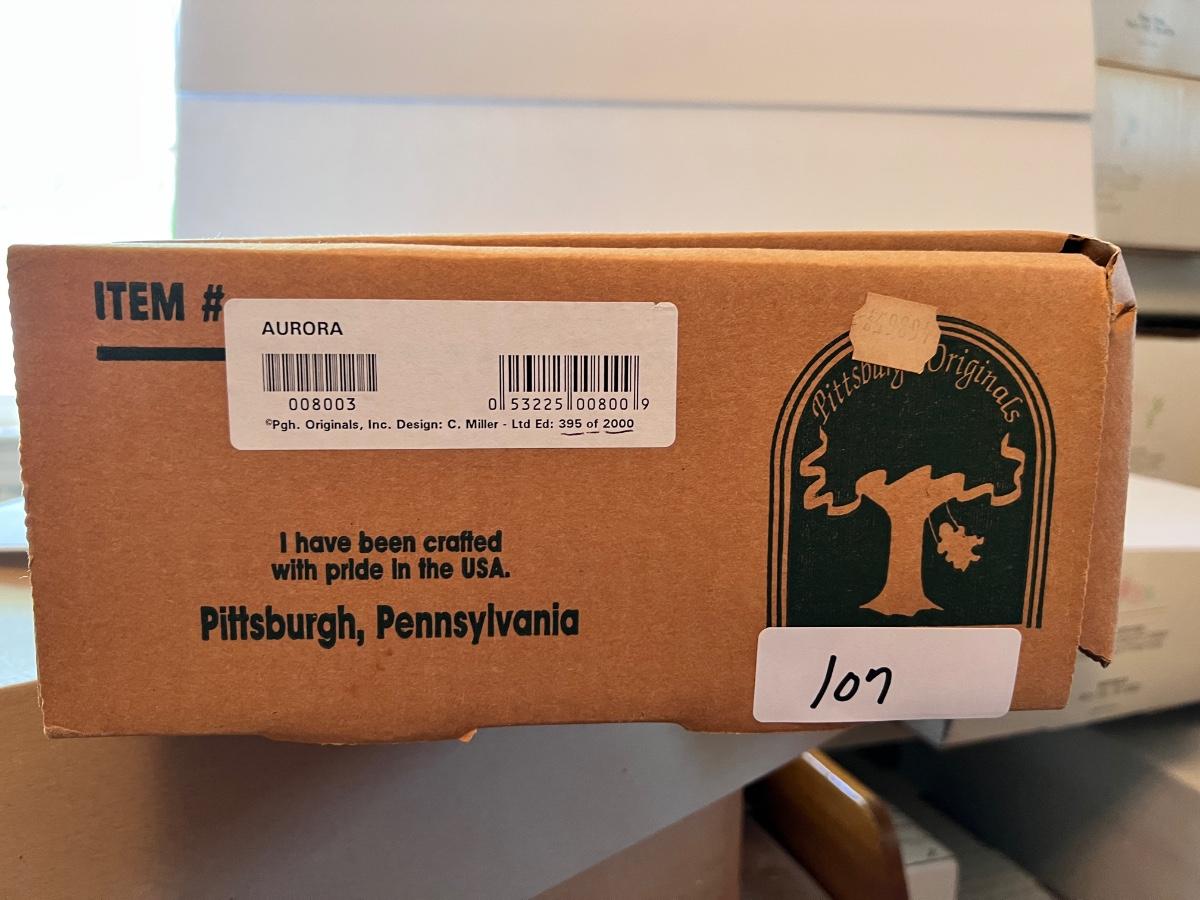 ITEM #
AURORA
008003
0 53225 00800 9
©Pgh. Originals, Inc. Design: C. Miller - Ltd Ed: 395 of 2000
Originals
I have been crafted
with pride in the USA.
Pittsburgh, Pennsylvania
107